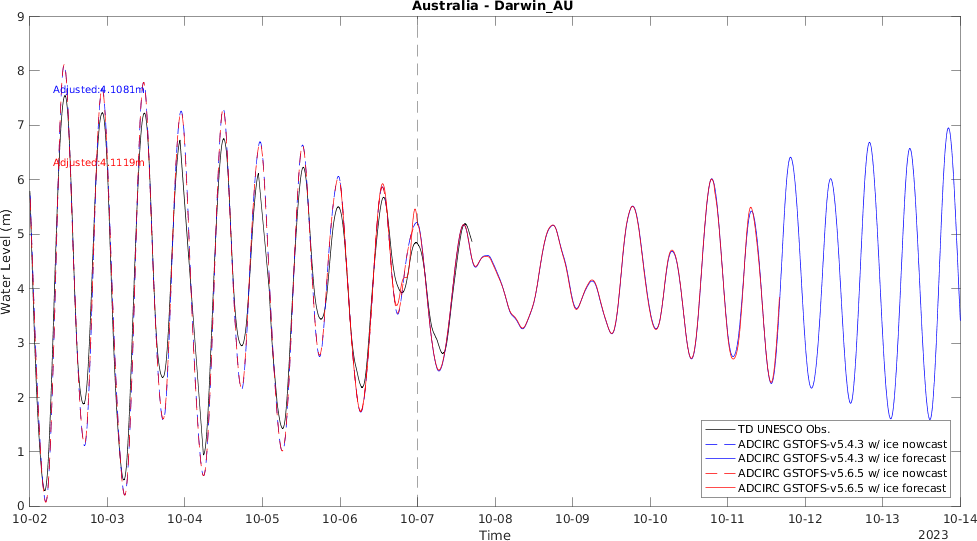 Australia - Darwin_AU
9
8
7
6
5
4
3
2
1
0
Water Level (m)
Adjusted:4.1081m
Adjusted:4.1119m
TD UNESCO Obs.
ADCIRC GSTOFS-v5.4.3 w/ ice nowcast
ADCIRC GSTOFS-v5.4.3 w/ ice forecast
ADCIRC GSTOFS-v5.6.5 w/ ice nowcast
ADCIRC GSTOFS-v5.6.5 w/ ice forecast
10-02 10-03 10-04 10-05 10-06 10-07 10-08 10-09 10-10 10-11 10-12 10-13 10-14
Time
2023